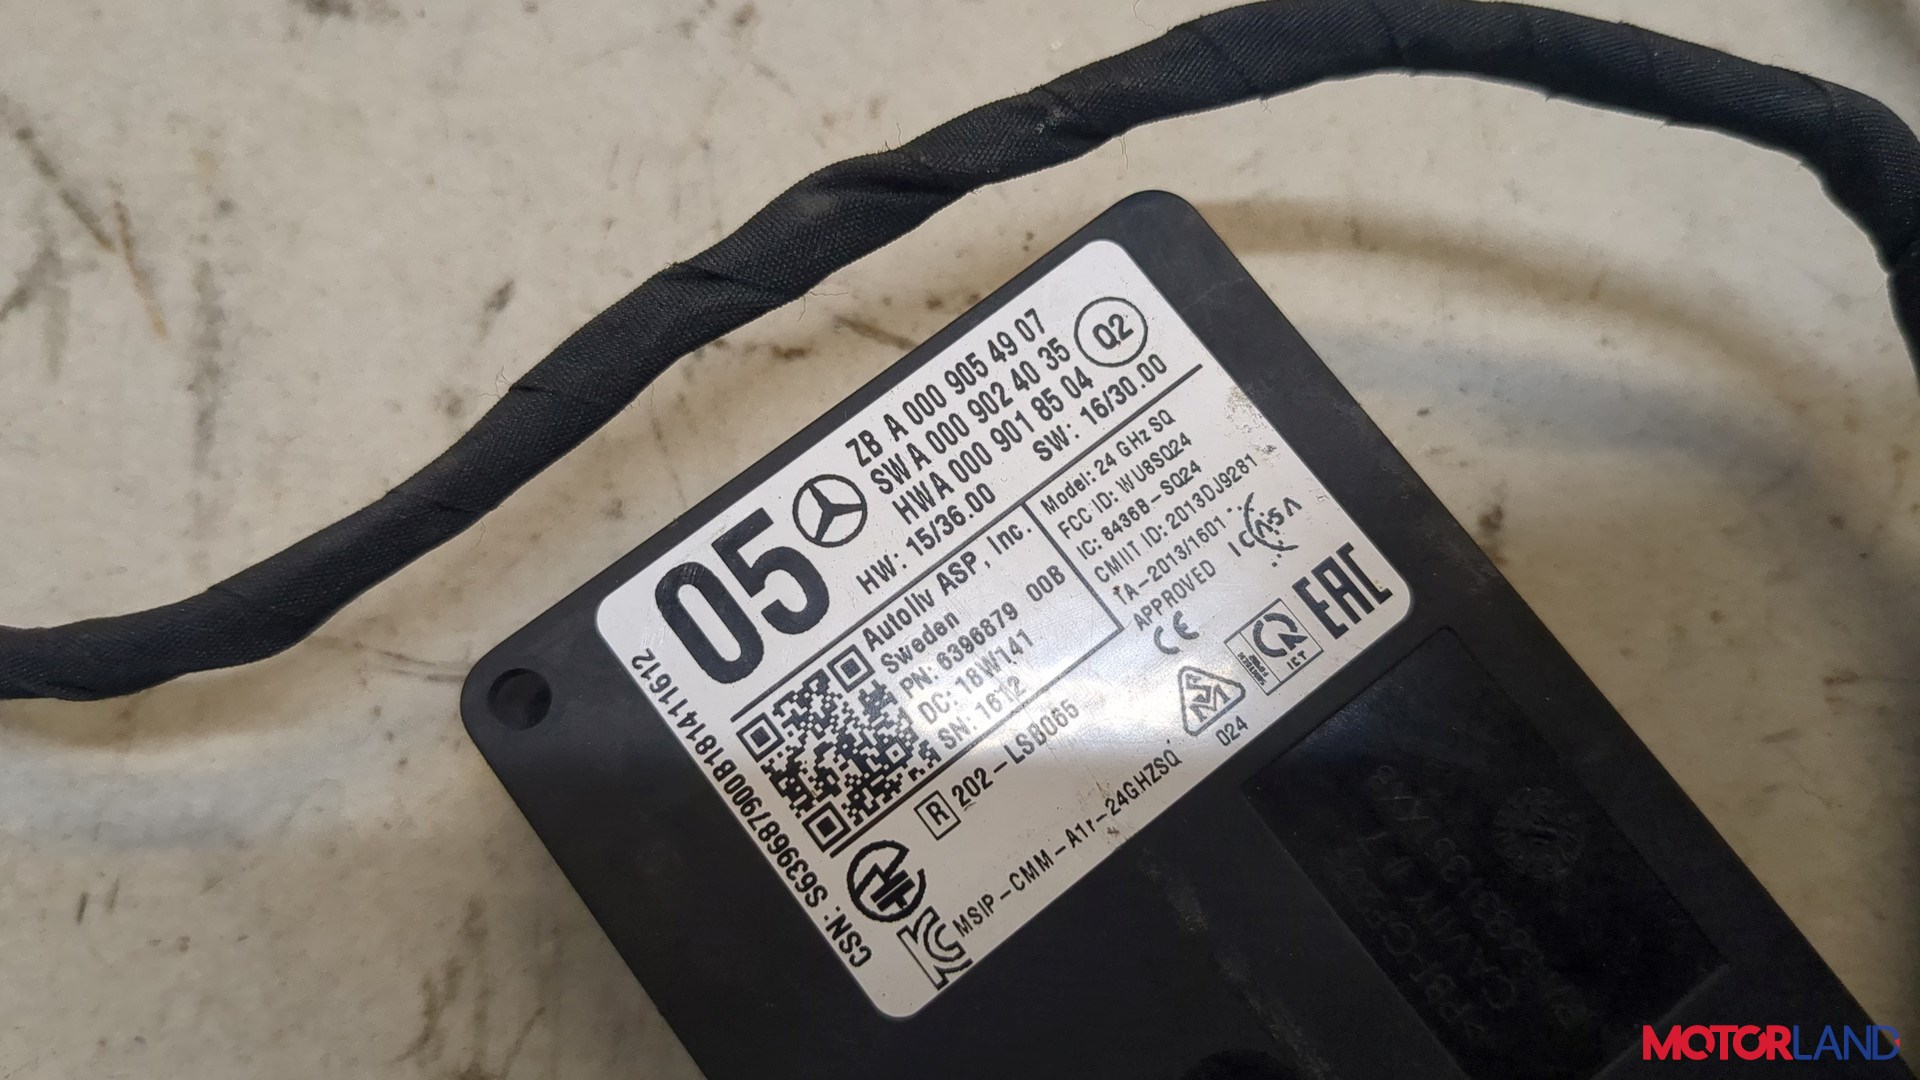 05
ZB A 000 905 49 07
SW A 000 902 40 35
HW A 000 901 85 04
Q2
HW: 15/36.00
SW: 16/30.00
Autoliv ASP, Inc.
Sweden
PN: 6396879 00B
DC: 18W141
SN: 1612
Model: 24 GHz SQ
FCC ID: WU8SQ24
IC: 8436B-SQ24
CMIIT ID: 2013DJ9281
TA-2013/1601
APPROVED
ICASA
CE
EAC
ICT
024
R 202-LSB065
MSIP-CMM-A1r-24GHZSQ
CSN: S639687900B181411612
MOTORLAND